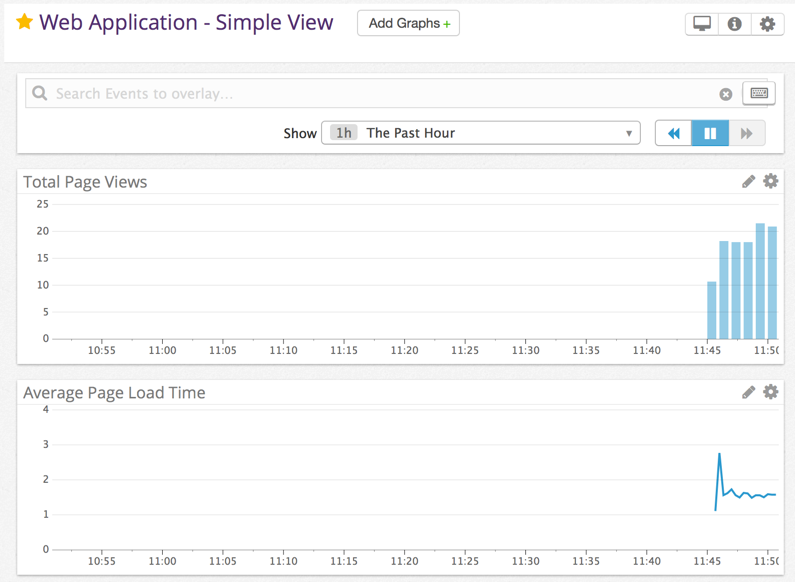 Web Application - Simple View Add Graphs +
Search Events to overlay...
Show 1h The Past Hour
Total Page Views
25
20
15
10
5
0
10:55 11:00 11:05 11:10 11:15 11:20 11:25 11:30 11:35 11:40 11:45 11:50
Average Page Load Time
4
3
2
1
0
10:55 11:00 11:05 11:10 11:15 11:20 11:25 11:30 11:35 11:40 11:45 11:50